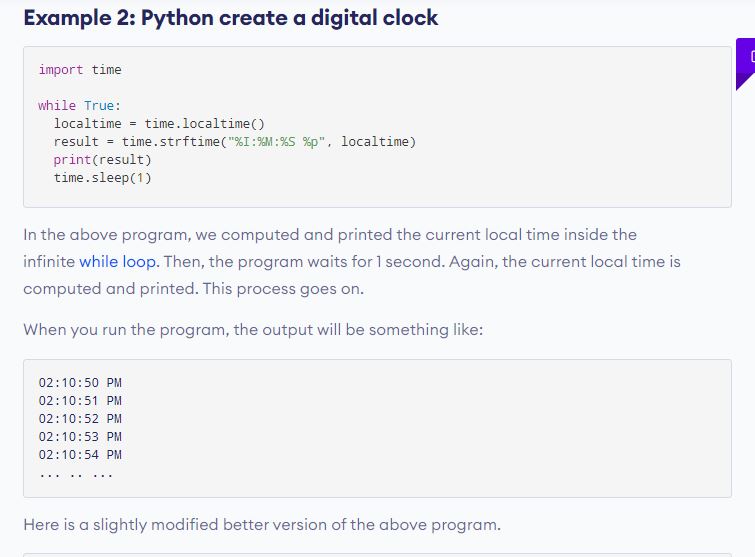 Example 2: Python create a digital clock
import time
while True:
  localtime = time.localtime()
  result = time.strftime("%I:%M:%S %p", localtime)
  print(result)
  time.sleep(1)
In the above program, we computed and printed the current local time inside the
infinite while loop. Then, the program waits for 1 second. Again, the current local time is
computed and printed. This process goes on.
When you run the program, the output will be something like:
02:10:50 PM
02:10:51 PM
02:10:52 PM
02:10:53 PM
02:10:54 PM
... .. ...
Here is a slightly modified better version of the above program.